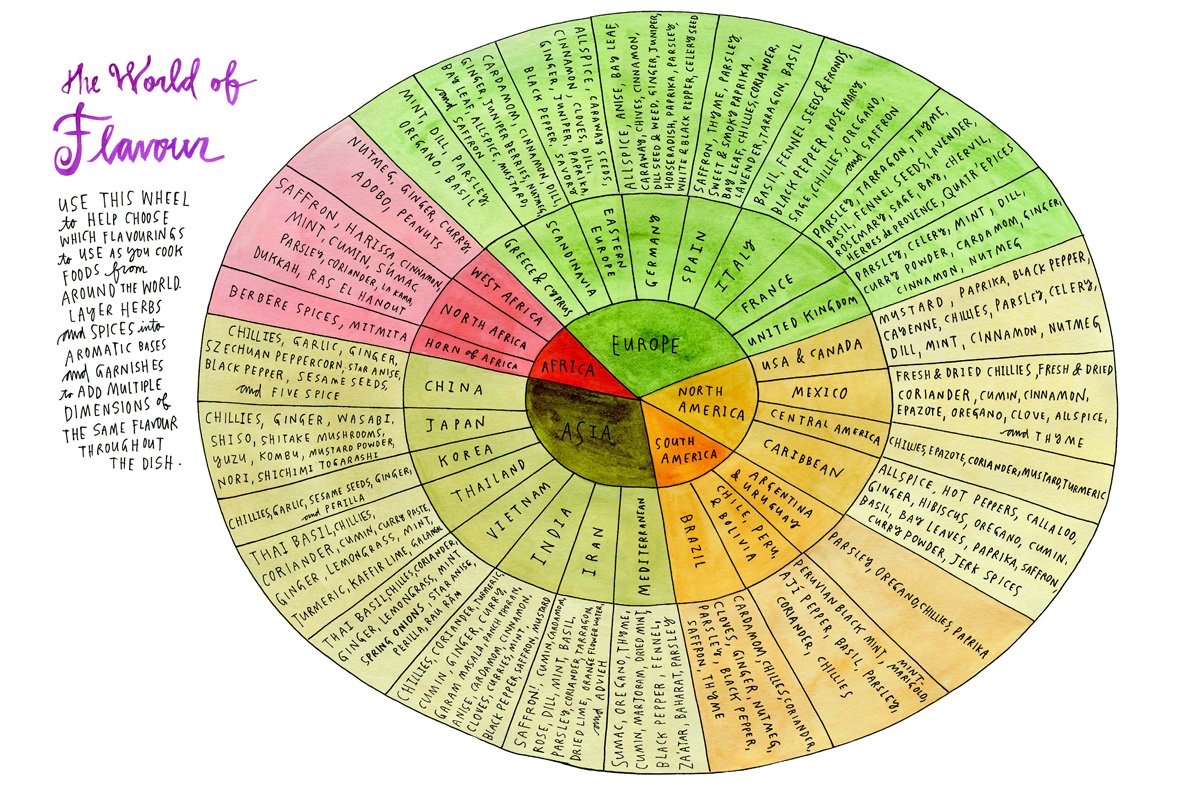 the World of
Flavour
USE THIS WHEEL
to HELP CHOOSE
WHICH FLAVOURINGS
to USE AS YOU COOK
FOODS from
AROUND THE WORLD.
LAYER HERBS
and SPICES into
AROMATIC BASES
and GARNISHES
to ADD MULTIPLE
DIMENSIONS of
THE SAME FLAVOUR
THROUGHOUT
THE DISH.
EUROPE
GREECE & CYPRUS
MINT, DILL, PARSLEY,
OREGANO, BASIL
SCANDINAVIA
CARDAMOM, CINNAMON, DILL,
GINGER, JUNIPER BERRIES, NUTMEG,
BAY LEAF, ALLSPICE, MUSTARD,
and SAFFRON
EASTERN
EUROPE
ALLSPICE, CARAWAY SEEDS,
CINNAMON, CLOVES, DILL,
GINGER, JUNIPER, PAPRIKA,
BLACK PEPPER, SAVORY
GERMANY
ALLSPICE, ANISE, BAY LEAF,
CARAWAY, CHIVES, CINNAMON,
DILL SEED & WEED, GINGER, JUNIPER,
HORSERADISH, PAPRIKA, PARSLEY,
WHITE & BLACK PEPPER, CELERY SEED
SPAIN
SAFFRON, THYME, PARSLEY,
SWEET & SMOKY PAPRIKA,
BAY LEAF, CHILLIES, CORIANDER,
LAVENDER, TARRAGON, BASIL
ITALY
BASIL, FENNEL SEEDS & FRONDS,
BLACK PEPPER, ROSEMARY,
SAGE, CHILLIES, OREGANO,
and SAFFRON
FRANCE
PARSLEY, TARRAGON, THYME,
BASIL, FENNEL SEEDS, LAVENDER,
ROSEMARY, SAGE, BAY, CHERVIL,
HERBES de PROVENCE, QUATR EPICES
UNITED KINGDOM
PARSLEY, CELERY, MINT, DILL,
CURRY POWDER, CARDAMOM, GINGER,
CINNAMON, NUTMEG
NORTH
AMERICA
USA & CANADA
MUSTARD, PAPRIKA, BLACK PEPPER,
CAYENNE, CHILLIES, PARSLEY, CELERY,
DILL, MINT, CINNAMON, NUTMEG
MEXICO
FRESH & DRIED CHILLIES, FRESH & DRIED
CORIANDER, CUMIN, CINNAMON,
EPAZOTE, OREGANO, CLOVE, ALLSPICE,
and THYME
CENTRAL AMERICA
CHILLIES, EPAZOTE, CORIANDER, MUSTARD, TURMERIC
CARIBBEAN
ALLSPICE, HOT PEPPERS, CALLALOO,
GINGER, HIBISCUS, OREGANO, CUMIN,
BASIL, BAY LEAVES, PAPRIKA, SAFFRON,
CURRY POWDER, JERK SPICES
SOUTH
AMERICA
ARGENTINA
& URUGUAY
PARSLEY, OREGANO, CHILLIES, PAPRIKA
CHILE, PERU,
& BOLIVIA
PERUVIAN BLACK MINT, MINT, MARIGOLD,
AJÍ PEPPER, BASIL, PARSLEY,
CORIANDER, CHILLIES
BRAZIL
CARDAMOM, CHILLIES, CORIANDER,
CLOVES, GINGER, NUTMEG,
PARSLEY, BLACK PEPPER,
SAFFRON, THYME
ASIA
MEDITERRANEAN
SUMAC, OREGANO, THYME,
CUMIN, MARJORAM, DRIED MINT,
BLACK PEPPER, FENNEL,
ZA'ATAR, BAHARAT, PARSLEY
IRAN
SAFFRON, CUMIN, CARDAMOM,
ROSE, DILL, MINT, BASIL,
PARSLEY, CORIANDER, TARRAGON,
DRIED LIME, ORANGE FLOWER WATER,
and ADVIEH
INDIA
CHILLIES, CORIANDER, TURMERIC,
CUMIN, GINGER, CURRY,
GARAM MASALA, PANCH PHORAN,
ANISE, CARDAMOM, CINNAMON,
CLOVES, CURRIES, MINT,
BLACK PEPPER, SAFFRON, MUSTARD
VIETNAM
THAI BASIL, CHILLES, CORIANDER,
GINGER, LEMONGRASS, MINT
SPRING ONIONS, STAR ANISE,
PERILLA, RAU RĂM
THAILAND
THAI BASIL, CHILLIES,
CORIANDER, CUMIN, CURRY PASTE,
GINGER, LEMONGRASS, MINT,
TURMERIC, KAFFIR LIME, GALANGAL
KOREA
CHILLIES, GARLIC, SESAME SEEDS, GINGER,
and PERILLA
JAPAN
CHILLIES, GINGER, WASABI,
SHISO, SHITAKE MUSHROOMS,
YUZU, KOMBU, MUSTARD POWDER,
NORI, SHICHIMI TOGARASHI
CHINA
CHILLIES, GARLIC, GINGER,
SZECHUAN PEPPERCORN, STAR ANISE,
BLACK PEPPER, SESAME SEEDS,
and FIVE SPICE
AFRICA
HORN of AFRICA
BERBERE SPICES, MITMITA
NORTH AFRICA
SAFFRON, HARISSA, CINNAMON,
MINT, CUMIN, SUMAC
PARSLEY, CORIANDER, LA KAMA,
DUKKAH, RAS EL HANOUT
WEST AFRICA
NUTMEG, GINGER, CURRY,
ADOBO, PEANUTS